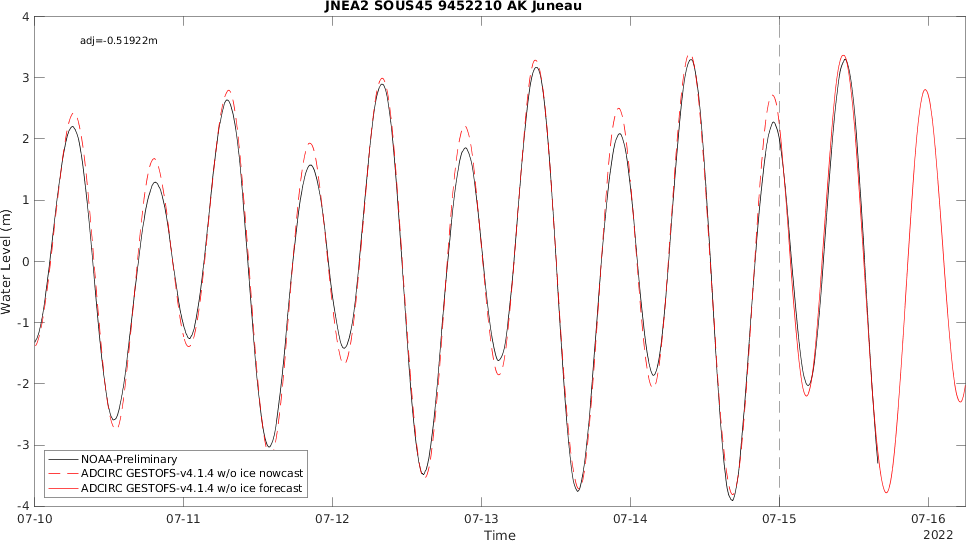 JNEA2 SOUS45 9452210 AK Juneau
adj=-0.51922m
4
3
2
1
0
-1
-2
-3
-4
Water Level (m)
NOAA-Preliminary
ADCIRC GESTOFS-v4.1.4 w/o ice nowcast
ADCIRC GESTOFS-v4.1.4 w/o ice forecast
07-10
07-11
07-12
07-13
07-14
07-15
07-16
Time
2022